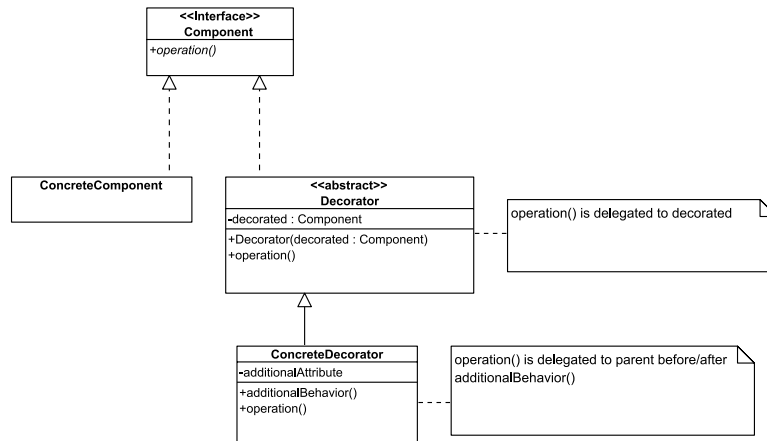 <<Interface>>
Component
+operation()
ConcreteComponent
<<abstract>>
Decorator
-decorated : Component
+Decorator(decorated : Component)
+operation()
operation() is delegated to decorated
ConcreteDecorator
-additionalAttribute
+additionalBehavior()
+operation()
operation() is delegated to parent before/after
additionalBehavior()